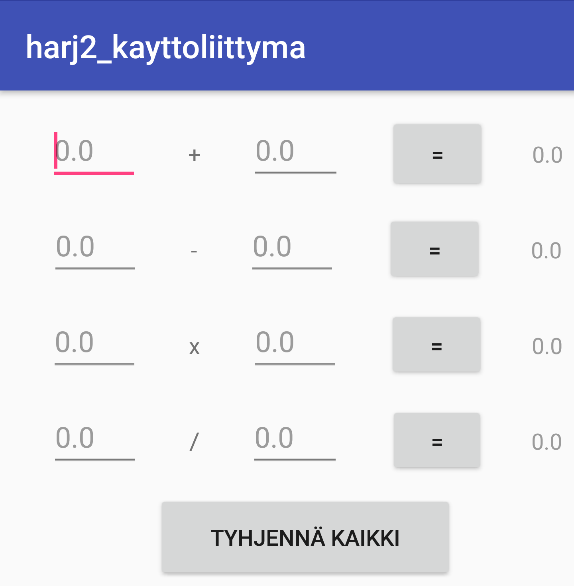 harj2_kayttoliittyma
0.0 + 0.0 = 0.0
0.0 - 0.0 = 0.0
0.0 x 0.0 = 0.0
0.0 / 0.0 = 0.0
TYHJENNÄ KAIKKI